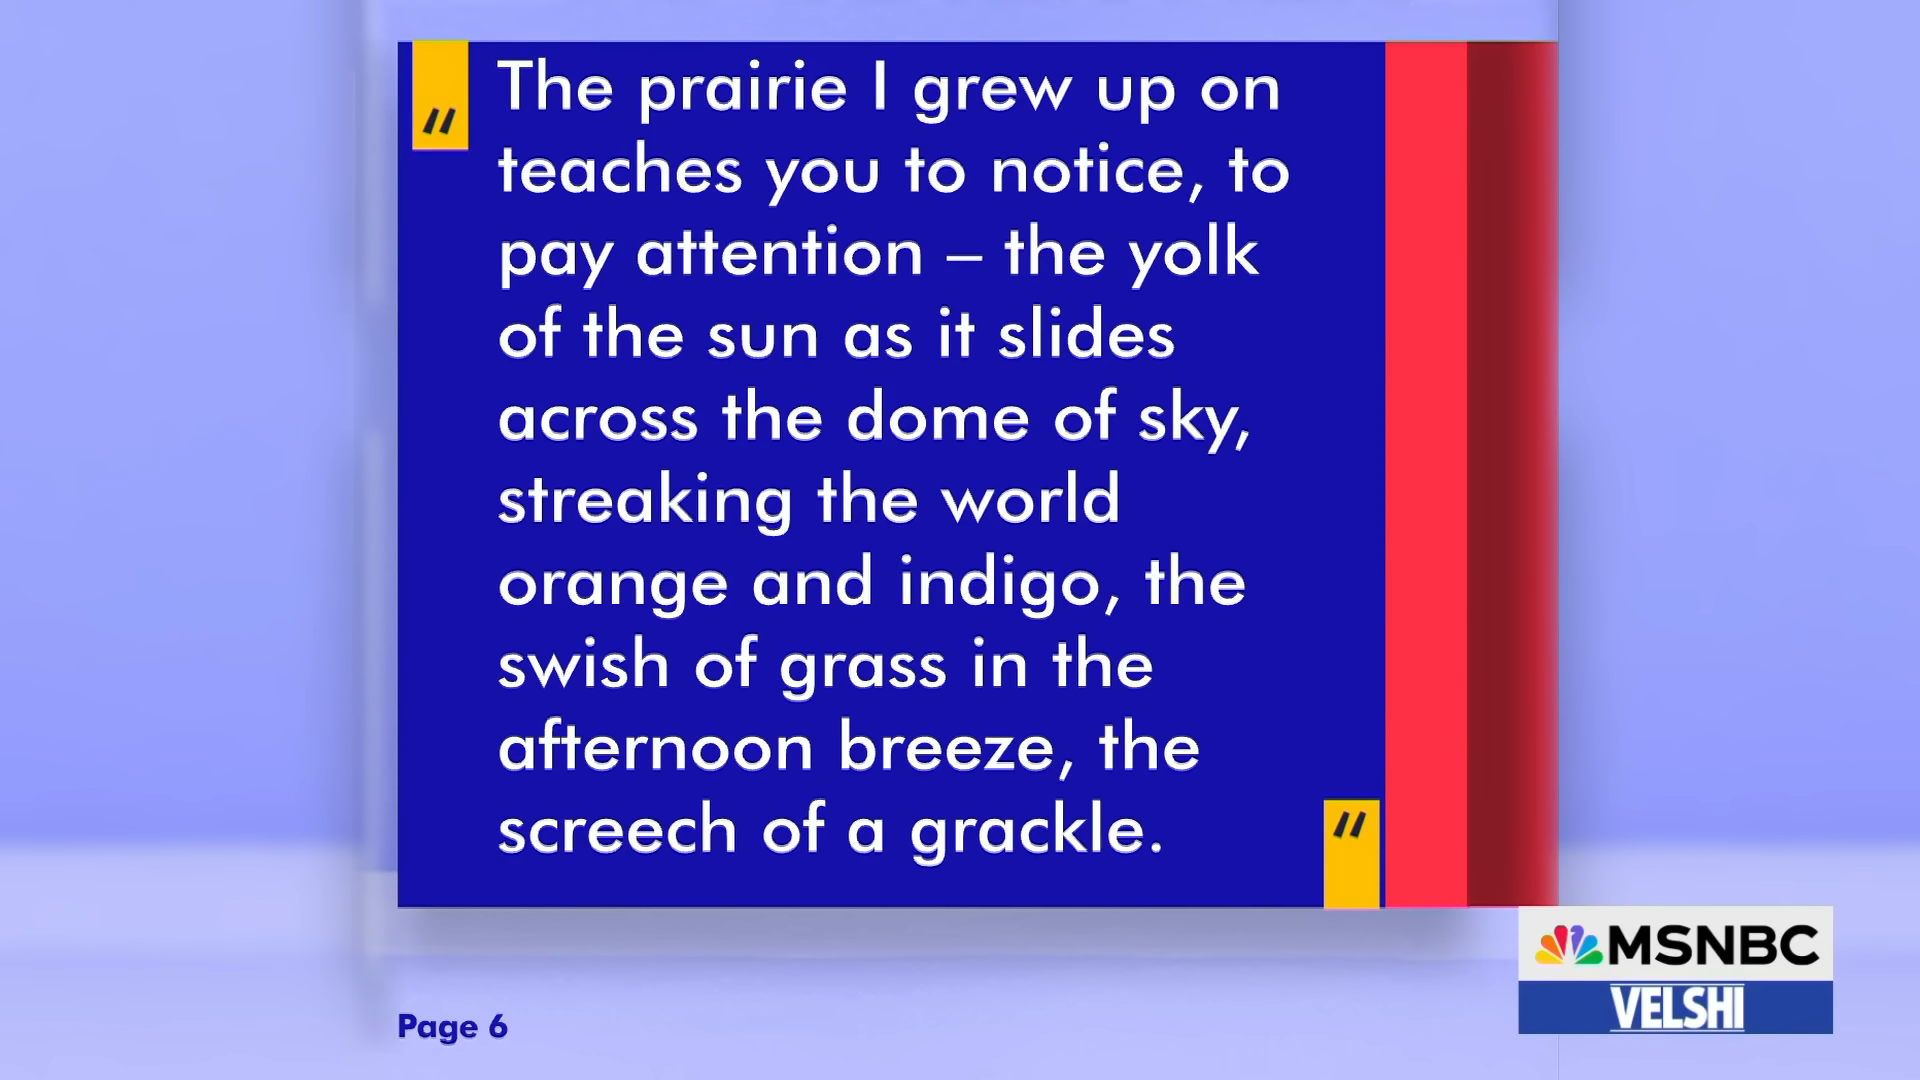 "The prairie I grew up on
teaches you to notice, to
pay attention – the yolk
of the sun as it slides
across the dome of sky,
streaking the world
orange and indigo, the
swish of grass in the
afternoon breeze, the
screech of a grackle."
MSNBC
VELSHI
Page 6